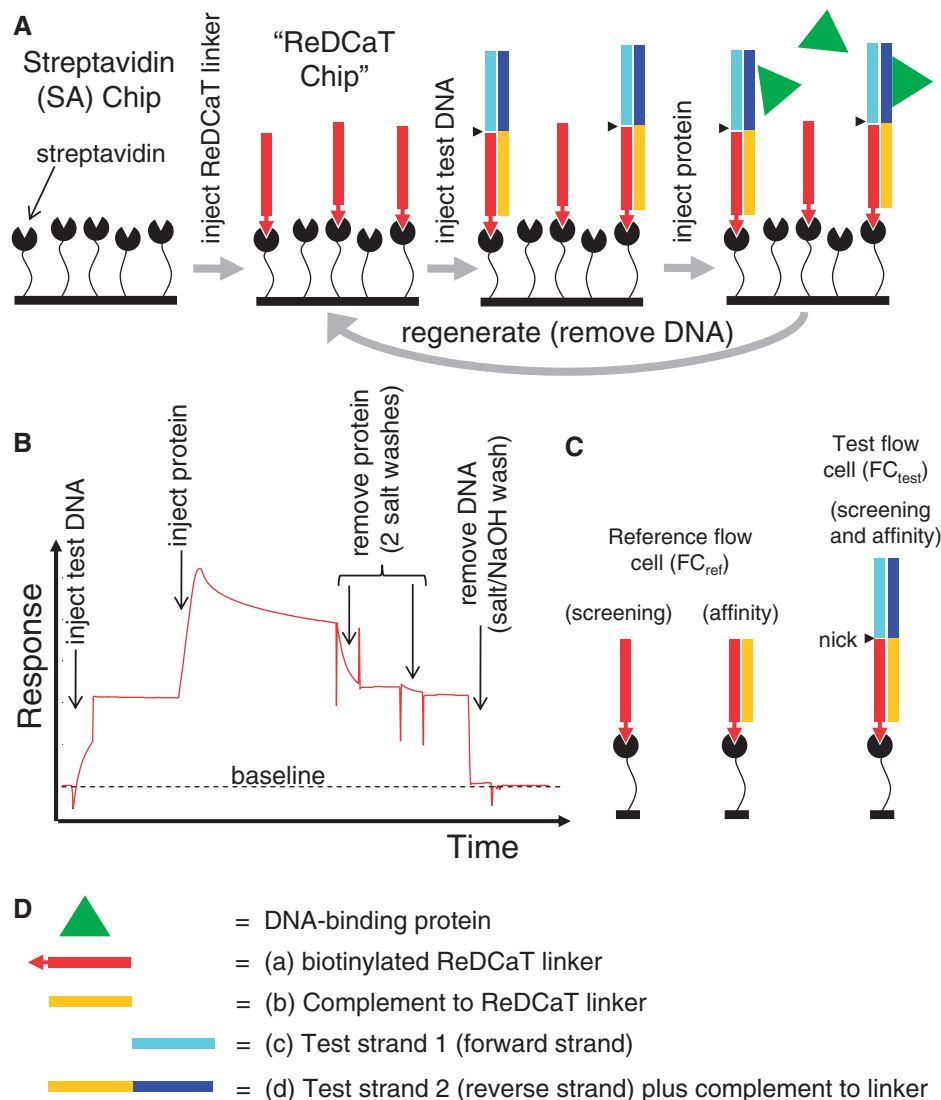 A
Streptavidin
(SA) Chip
streptavidin
inject ReDCaT linker
“ReDCaT
Chip”
inject test DNA
inject protein
regenerate (remove DNA)
B
Response
inject test DNA
inject protein
remove protein
(2 salt washes)
remove DNA
(salt/NaOH wash)
baseline
Time
C
Reference flow
cell (FCref)
(screening)
(affinity)
Test flow
cell (FCtest)
(screening
and affinity)
nick
D
= DNA-binding protein
= (a) biotinylated ReDCaT linker
= (b) Complement to ReDCaT linker
= (c) Test strand 1 (forward strand)
= (d) Test strand 2 (reverse strand) plus complement to linker